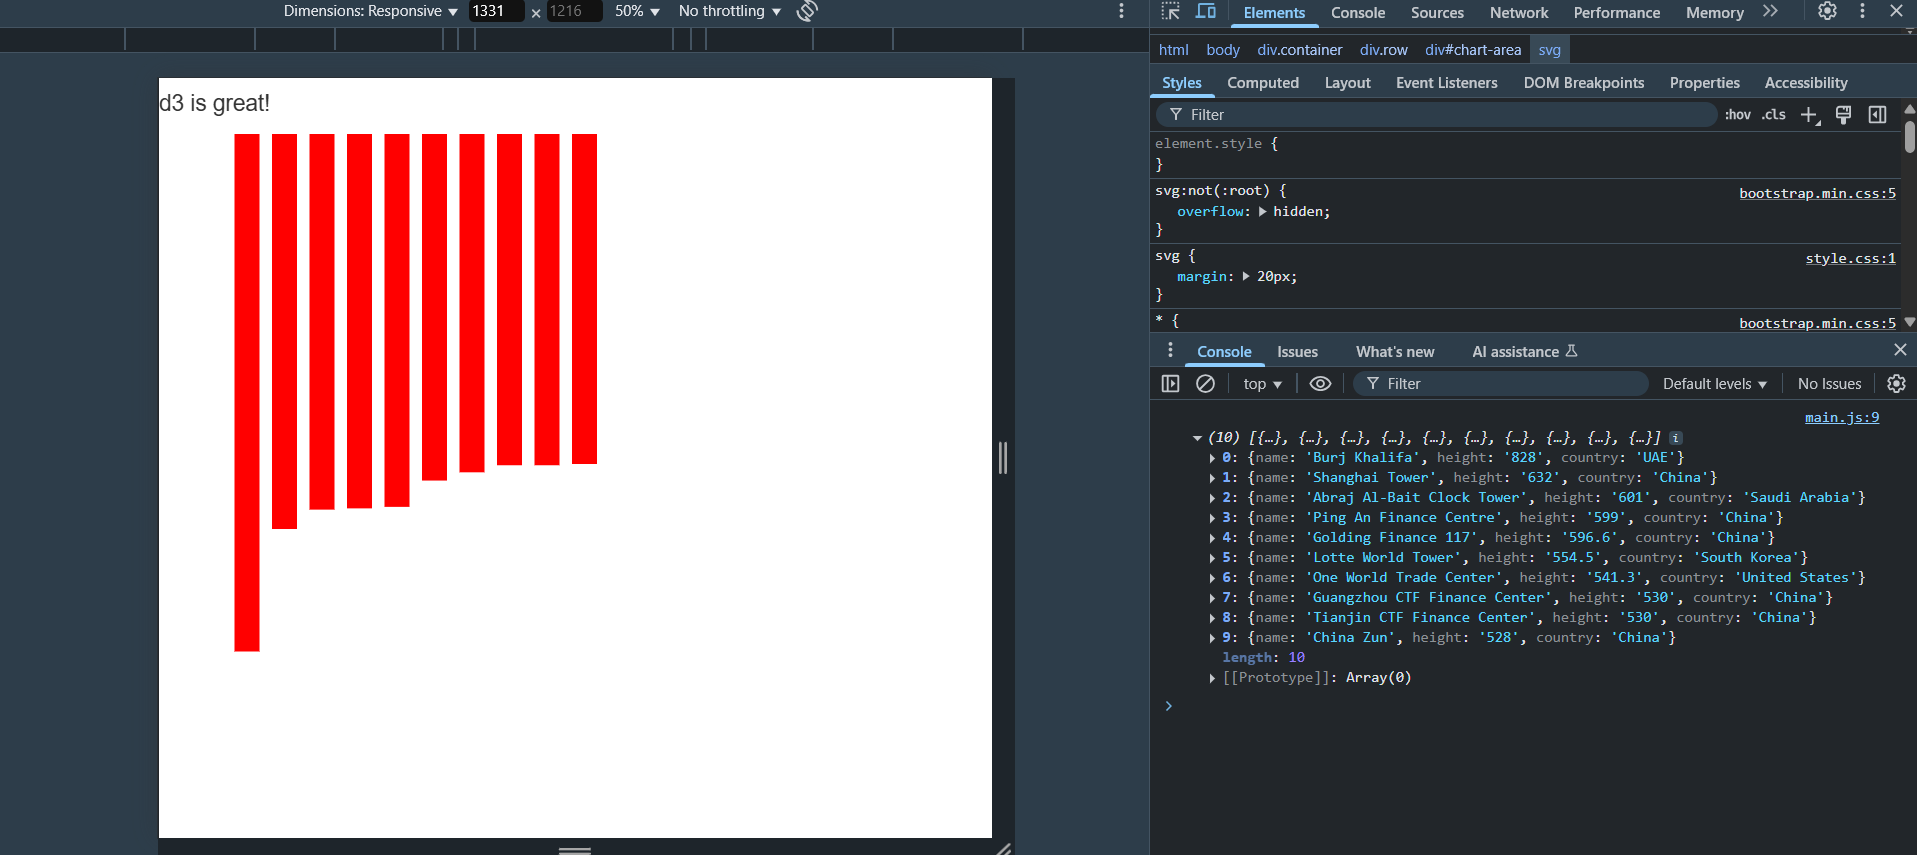 Dimensions: Responsive ▼ 1331 × 1216 50% ▼ No throttling ▼
d3 is great!
Elements Console Sources Network Performance Memory
html body div.container div.row div#chart-area svg
Styles Computed Layout Event Listeners DOM Breakpoints Properties Accessibility
Filter :hov .cls
element.style {
}
svg:not(:root) { bootstrap.min.css:5
overflow: ▶ hidden;
}
svg { style.css:1
margin: ▶ 20px;
}
* { bootstrap.min.css:5
Console Issues What's new AI assistance
top ▼ Filter Default levels ▼ No Issues
main.js:9
▼ (10) [{…}, {…}, {…}, {…}, {…}, {…}, {…}, {…}, {…}, {…}] i
▶ 0: {name: 'Burj Khalifa', height: '828', country: 'UAE'}
▶ 1: {name: 'Shanghai Tower', height: '632', country: 'China'}
▶ 2: {name: 'Abraj Al-Bait Clock Tower', height: '601', country: 'Saudi Arabia'}
▶ 3: {name: 'Ping An Finance Centre', height: '599', country: 'China'}
▶ 4: {name: 'Golding Finance 117', height: '596.6', country: 'China'}
▶ 5: {name: 'Lotte World Tower', height: '554.5', country: 'South Korea'}
▶ 6: {name: 'One World Trade Center', height: '541.3', country: 'United States'}
▶ 7: {name: 'Guangzhou CTF Finance Center', height: '530', country: 'China'}
▶ 8: {name: 'Tianjin CTF Finance Center', height: '530', country: 'China'}
▶ 9: {name: 'China Zun', height: '528', country: 'China'}
length: 10
▶ [[Prototype]]: Array(0)